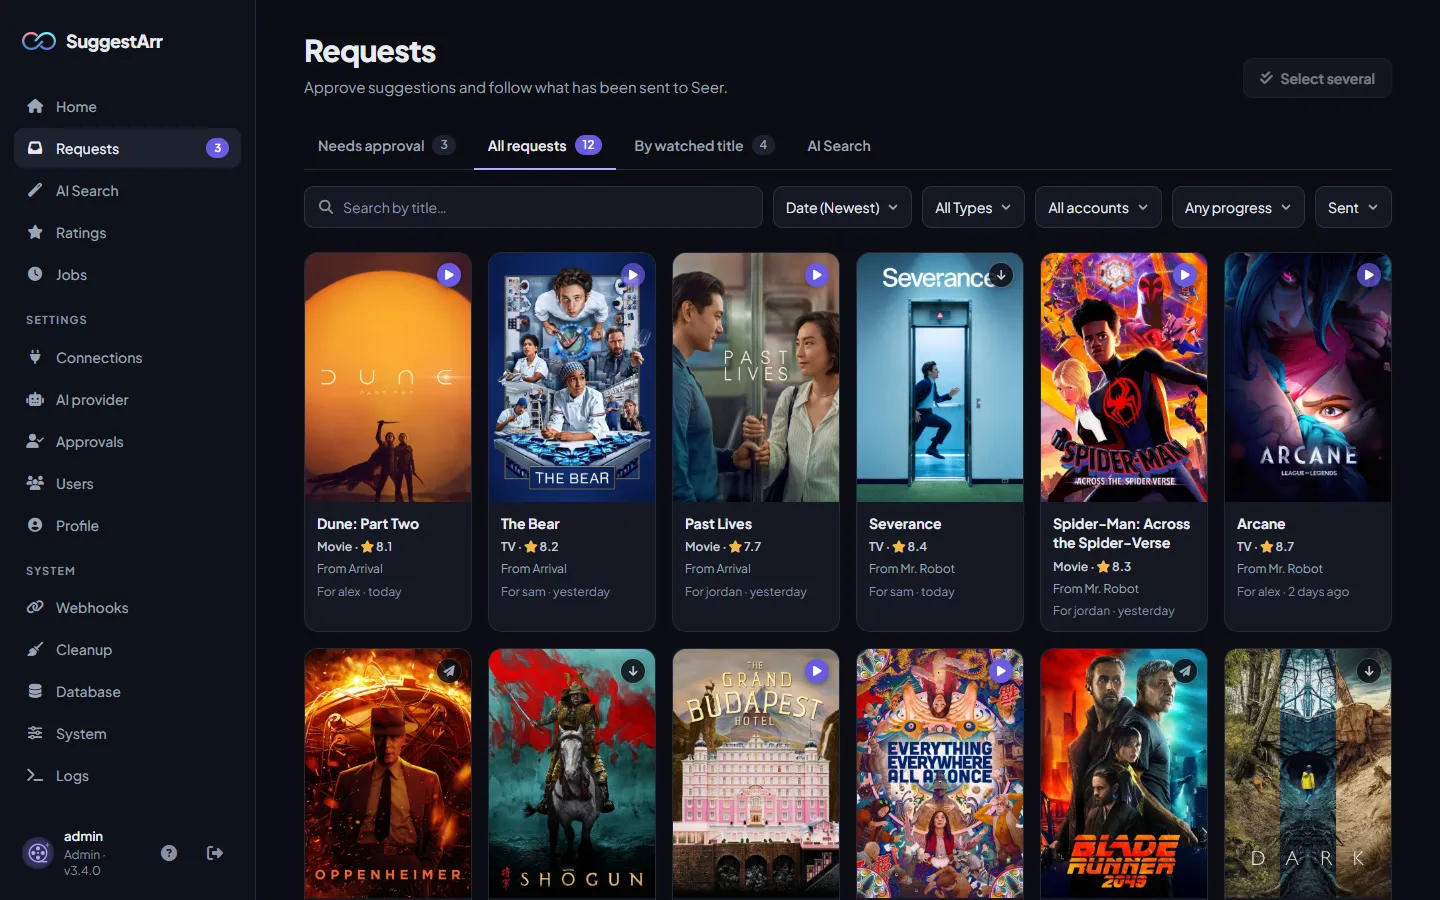 SuggestArr
Home
Requests 3
AI Search
Ratings
Jobs
SETTINGS
Connections
AI provider
Approvals
Users
Profile
SYSTEM
Webhooks
Cleanup
Database
System
Logs
admin
Admin ·
v3.4.0
Requests
Approve suggestions and follow what has been sent to Seer.
Select several
Needs approval 3 All requests 12 By watched title 4 AI Search
Search by title... Date (Newest) All Types All accounts Any progress Sent
DUNE
PART TWO
Dune: Part Two
Movie · 8.1
From Arrival
For alex · today
THE BEAR
The Bear
TV · 8.2
From Arrival
For sam · yesterday
PAST
LIVES
Past Lives
Movie · 7.7
From Arrival
For jordan · yesterday
Severance
Severance
TV · 8.4
From Mr. Robot
For sam · today
SPIDER-MAN
ACROSS THE SPIDER-VERSE
Spider-Man: Across
the Spider-Verse
Movie · 8.3
From Mr. Robot
For jordan · yesterday
ARCANE
LEAGUE OF LEGENDS
Arcane
TV · 8.7
From Mr. Robot
For alex · 2 days ago
OPPENHEIMER
SHŌGUN
THE
GRAND
BUDAPEST
HOTEL
EVERYTHING
EVERYWHERE
ALL AT ONCE
BLADE
RUNNER
2049
DARK